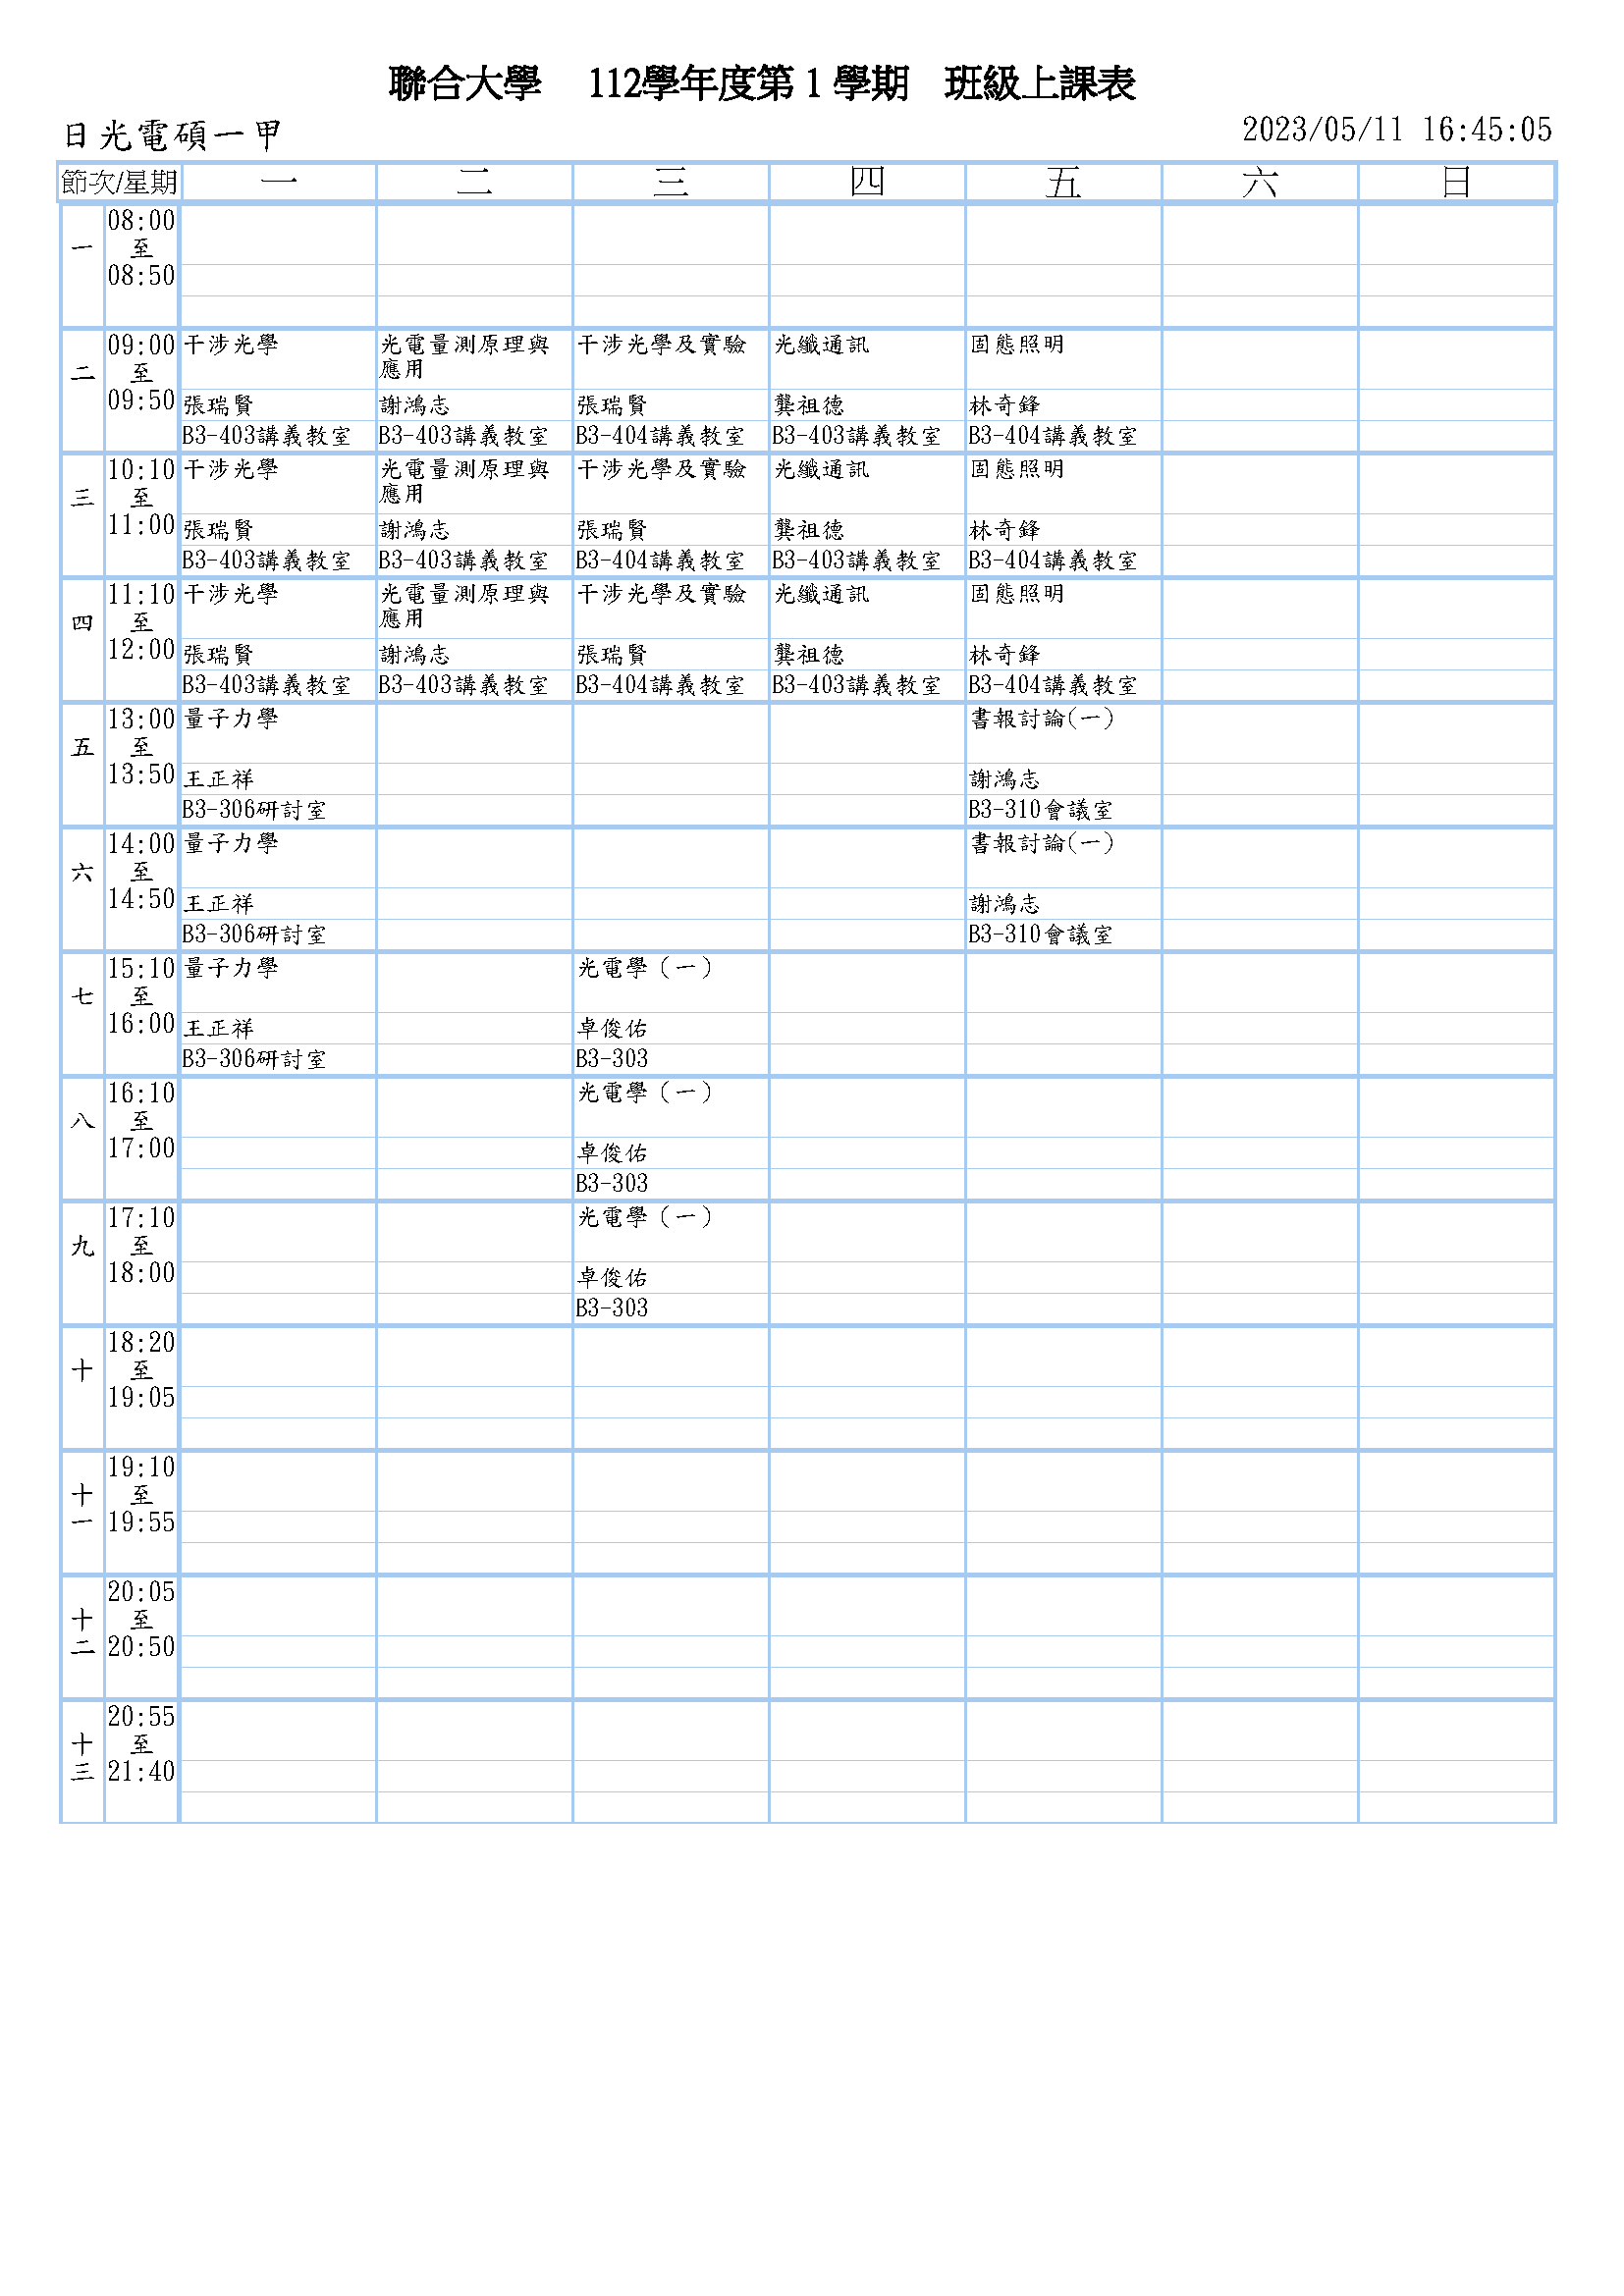 聯合大學 112學年度第 1 學期 班級上課表
日光電碩一甲 2023/05/11 16:45:05
節次/星期 一 二 三 四 五 六 日
一 08:00 至 08:50
二 09:00 至 09:50
干涉光學 光電量測原理與應用 干涉光學及實驗 光纖通訊 固態照明
張瑞賢 謝鴻志 張瑞賢 龔祖德 林奇鋒
B3-403講義教室 B3-403講義教室 B3-404講義教室 B3-403講義教室 B3-404講義教室
三 10:10 至 11:00
干涉光學 光電量測原理與應用 干涉光學及實驗 光纖通訊 固態照明
張瑞賢 謝鴻志 張瑞賢 龔祖德 林奇鋒
B3-403講義教室 B3-403講義教室 B3-404講義教室 B3-403講義教室 B3-404講義教室
四 11:10 至 12:00
干涉光學 光電量測原理與應用 干涉光學及實驗 光纖通訊 固態照明
張瑞賢 謝鴻志 張瑞賢 龔祖德 林奇鋒
B3-403講義教室 B3-403講義教室 B3-404講義教室 B3-403講義教室 B3-404講義教室
五 13:00 至 13:50
量子力學 書報討論(一)
王正祥 謝鴻志
B3-306研討室 B3-310會議室
六 14:00 至 14:50
量子力學 書報討論(一)
王正祥 謝鴻志
B3-306研討室 B3-310會議室
七 15:10 至 16:00
量子力學 光電學（一）
王正祥 卓俊佑
B3-306研討室 B3-303
八 16:10 至 17:00
光電學（一）
卓俊佑
B3-303
九 17:10 至 18:00
光電學（一）
卓俊佑
B3-303
十 18:20 至 19:05
十一 19:10 至 19:55
十二 20:05 至 20:50
十三 20:55 至 21:40